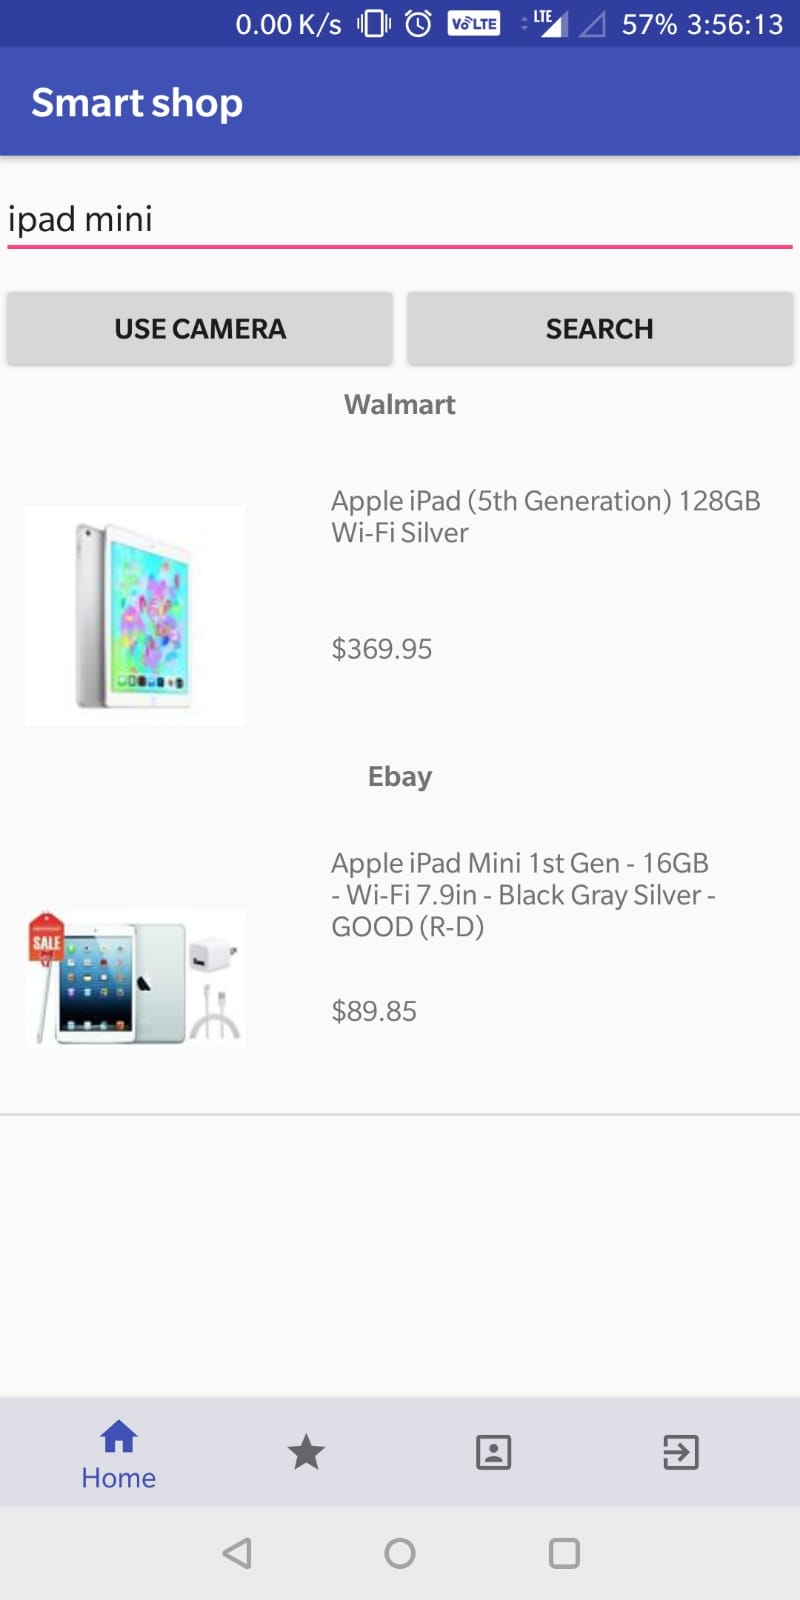 0.00 K/s VoLTE LTE 57% 3:56:13
Smart shop
ipad mini
USE CAMERA SEARCH
Walmart
Apple iPad (5th Generation) 128GB
Wi-Fi Silver
$369.95
Ebay
Apple iPad Mini 1st Gen - 16GB
- Wi-Fi 7.9in - Black Gray Silver -
GOOD (R-D)
SALE
$89.85
Home